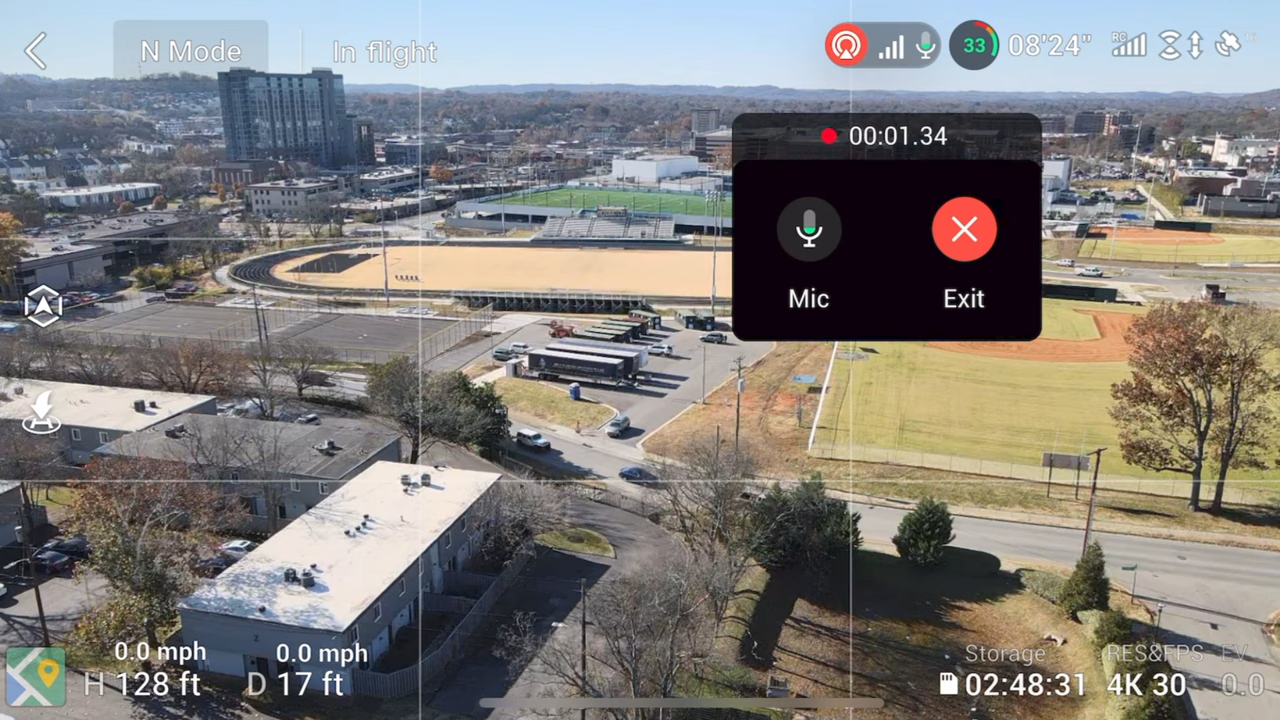 N Mode
In flight
33
08'24"
RC
00:01.34
Mic
Exit
0.0 mph
0.0 mph
H 128 ft
D 17 ft
Storage
RES&FPS
EV
02:48:31
4K 30
0.0